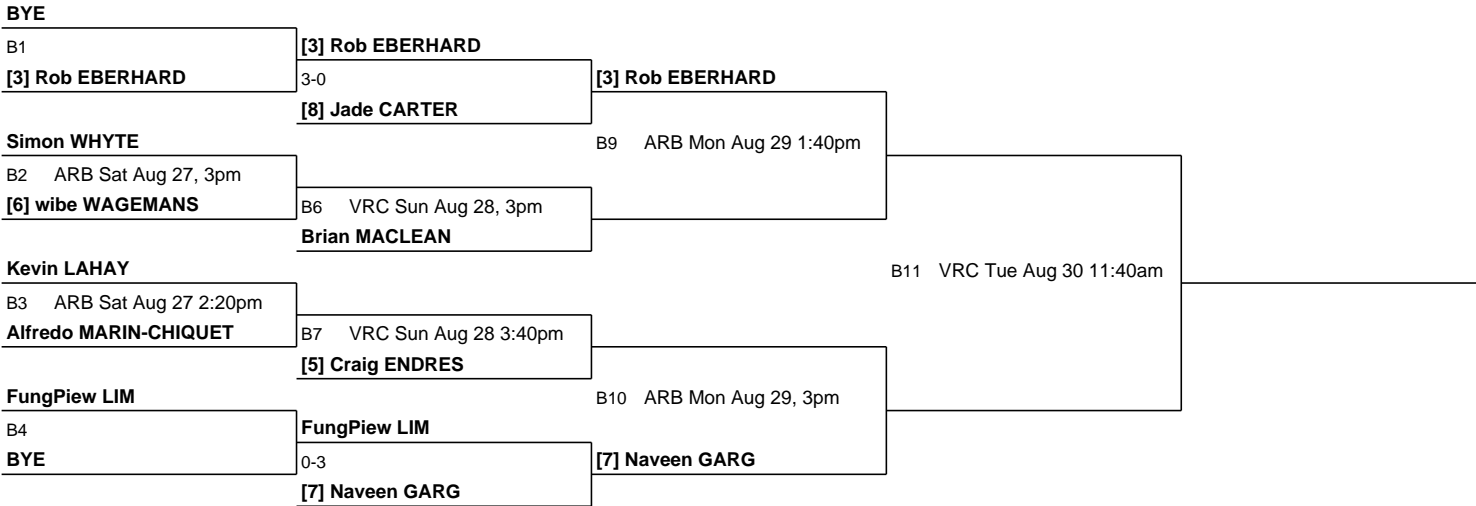 BYE
B1
[3] Rob EBERHARD
[3] Rob EBERHARD
3-0
[3] Rob EBERHARD
[8] Jade CARTER
Simon WHYTE
B9 ARB Mon Aug 29 1:40pm
B2 ARB Sat Aug 27, 3pm
[6] wibe WAGEMANS
B6 VRC Sun Aug 28, 3pm
Brian MACLEAN
Kevin LAHAY
B11 VRC Tue Aug 30 11:40am
B3 ARB Sat Aug 27 2:20pm
Alfredo MARIN-CHIQUET
B7 VRC Sun Aug 28 3:40pm
[5] Craig ENDRES
FungPiew LIM
B10 ARB Mon Aug 29, 3pm
B4
FungPiew LIM
BYE
0-3
[7] Naveen GARG
[7] Naveen GARG